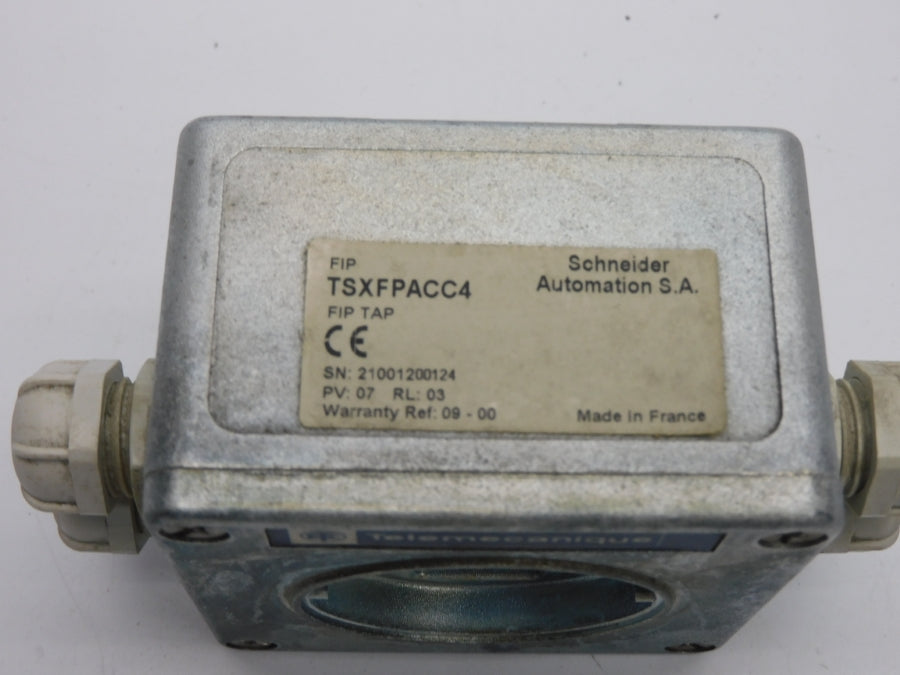 FIP
Schneider
TSXFPACC4
Automation S.A.
FIP TAP
CE
SN: 21001200124
PV: 07 RL: 03
Warranty Ref: 09 - 00
Made In France
Telemecanique